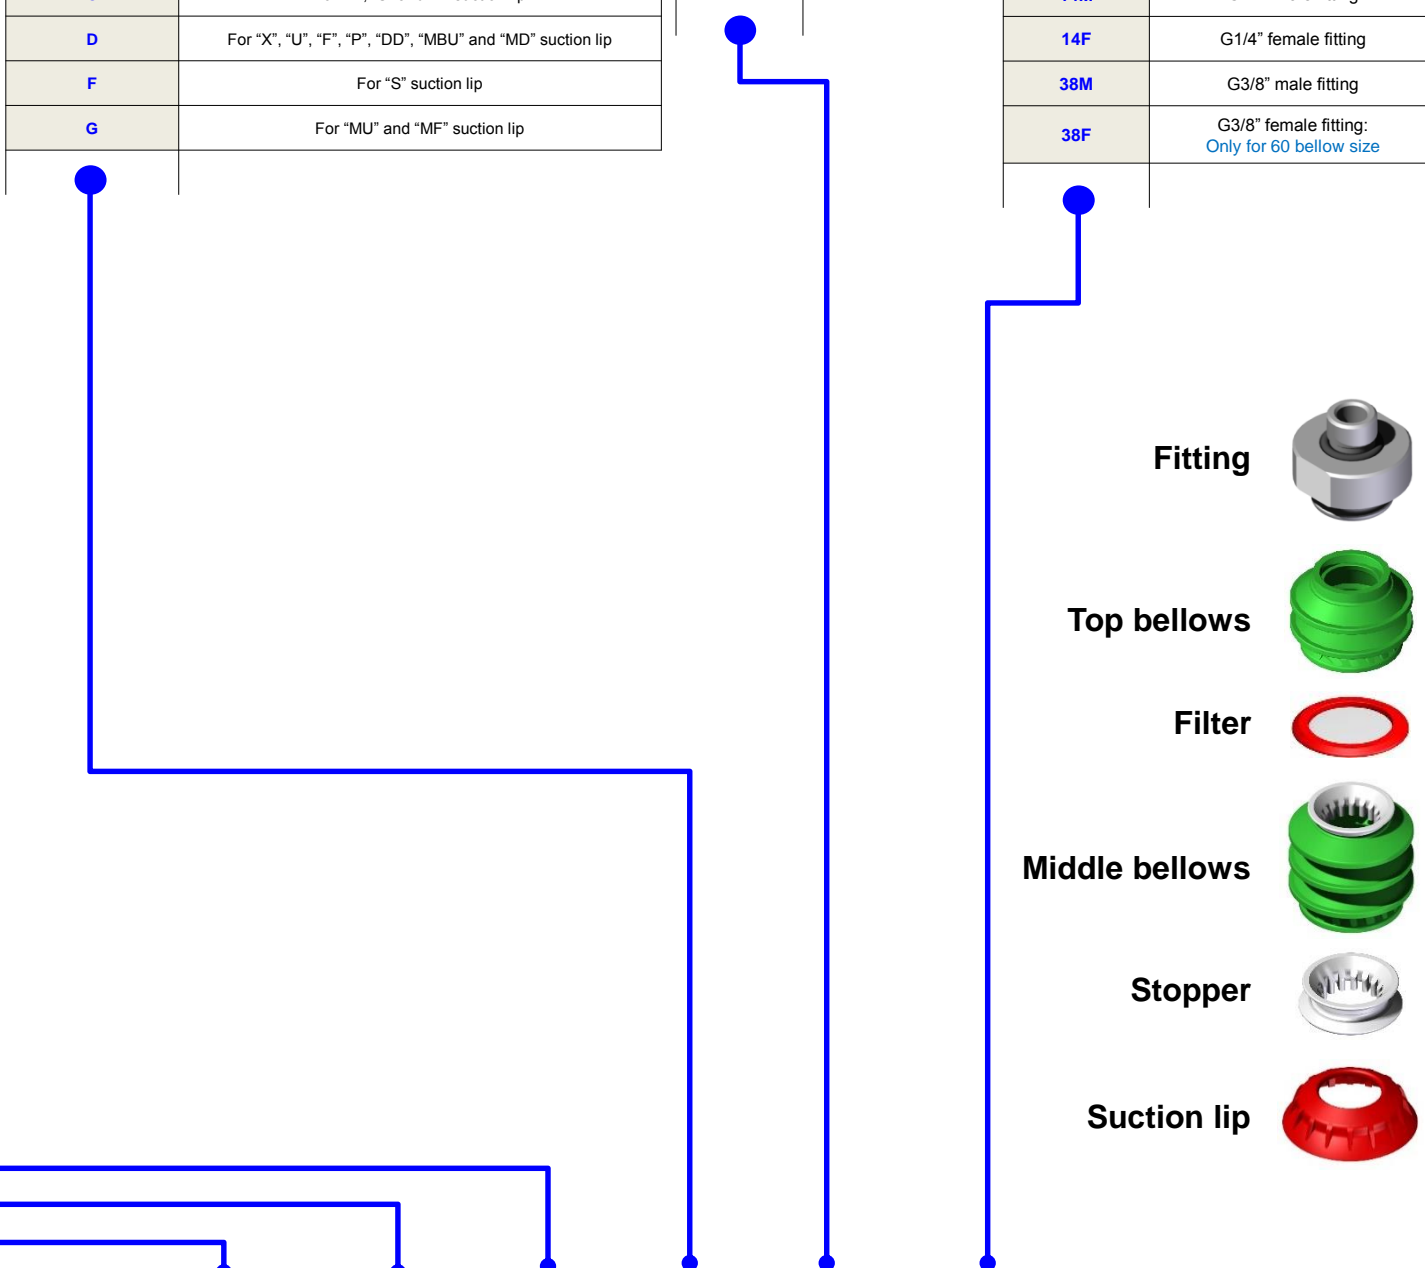 D For “X”, “U”, “F”, “P”, “DD”, “MBU” and “MD” suction lip
F For “S” suction lip
G For “MU” and “MF” suction lip
14F G1/4” female fitting
38M G3/8” male fitting
38F G3/8” female fitting:
Only for 60 bellow size
Fitting
Top bellows
Filter
Middle bellows
Stopper
Suction lip